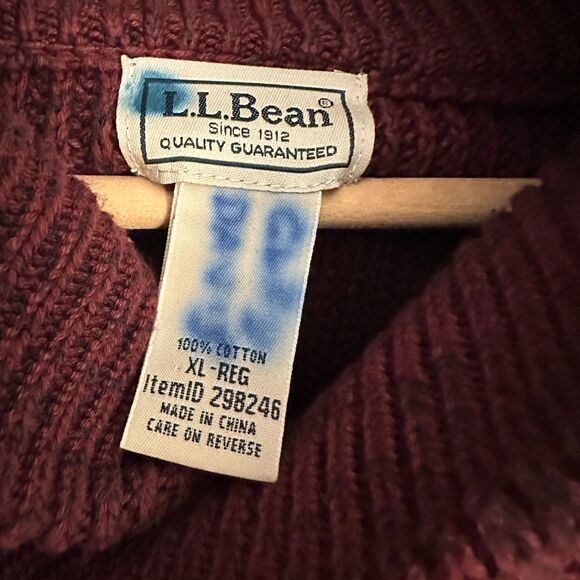 L.L.Bean®
Since 1912
QUALITY GUARANTEED
100% COTTON
XL-REG
ItemID 298246
MADE IN CHINA
CARE ON REVERSE